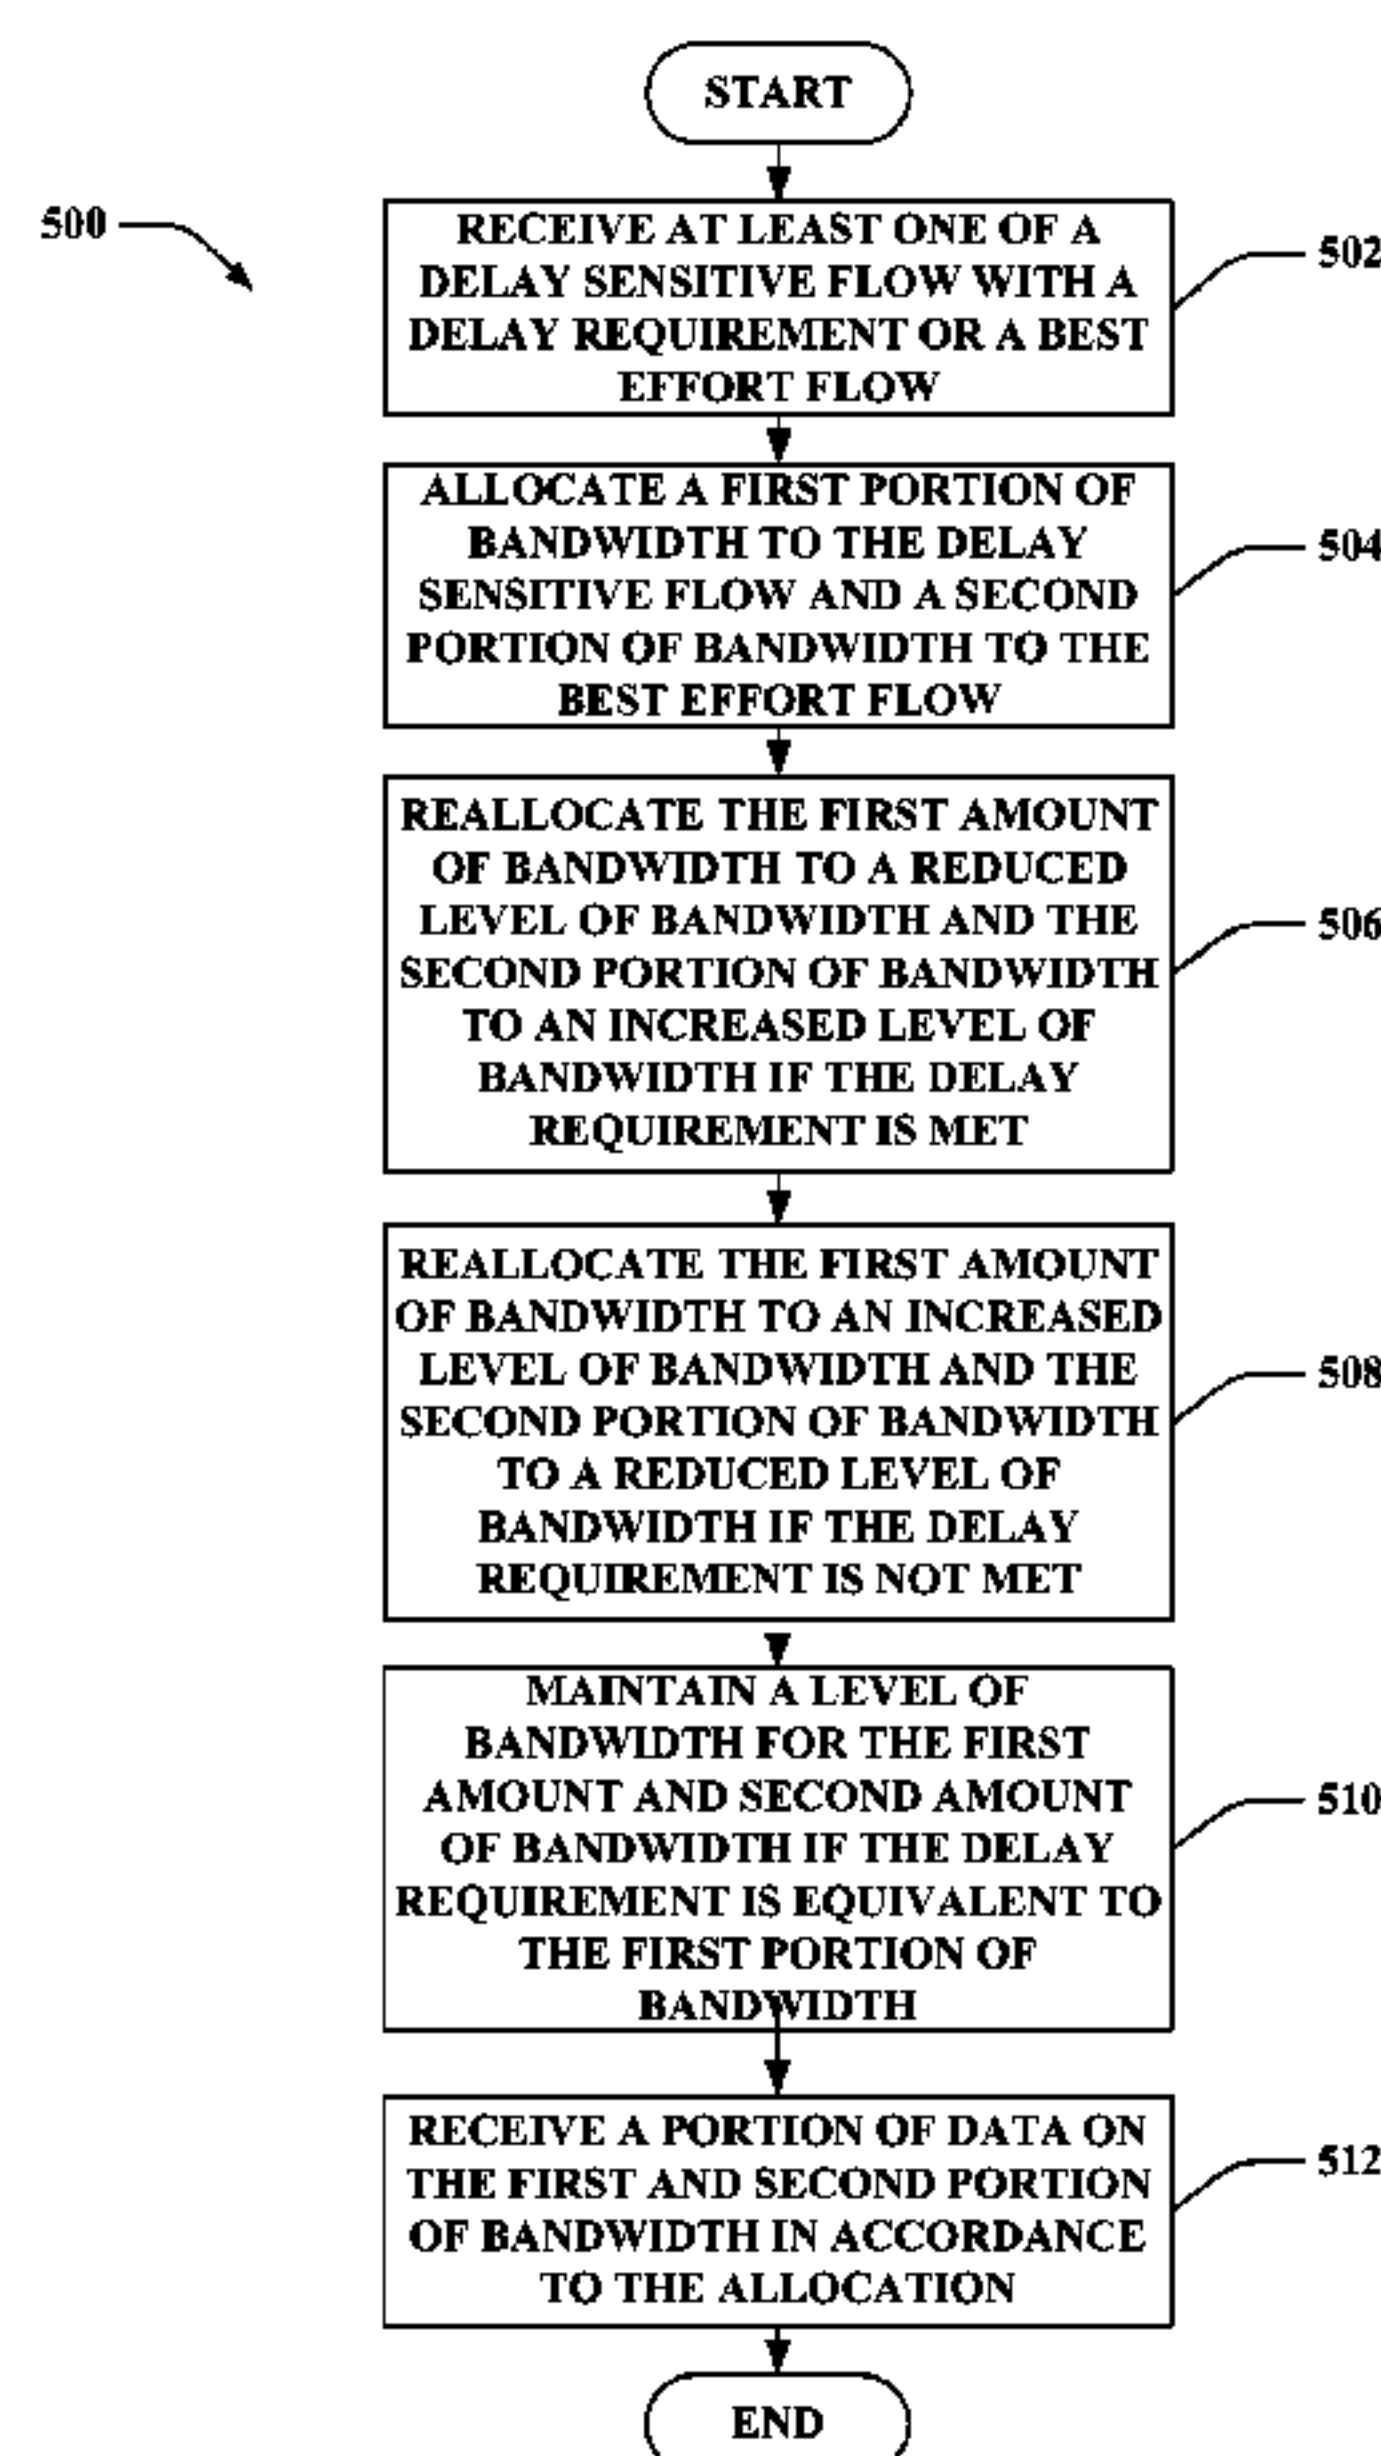 START
500
RECEIVE AT LEAST ONE OF A
DELAY SENSITIVE FLOW WITH A
DELAY REQUIREMENT OR A BEST
EFFORT FLOW
502
ALLOCATE A FIRST PORTION OF
BANDWIDTH TO THE DELAY
SENSITIVE FLOW AND A SECOND
PORTION OF BANDWIDTH TO THE
BEST EFFORT FLOW
504
REALLOCATE THE FIRST AMOUNT
OF BANDWIDTH TO A REDUCED
LEVEL OF BANDWIDTH AND THE
SECOND PORTION OF BANDWIDTH
TO AN INCREASED LEVEL OF
BANDWIDTH IF THE DELAY
REQUIREMENT IS MET
506
REALLOCATE THE FIRST AMOUNT
OF BANDWIDTH TO AN INCREASED
LEVEL OF BANDWIDTH AND THE
SECOND PORTION OF BANDWIDTH
TO A REDUCED LEVEL OF
BANDWIDTH IF THE DELAY
REQUIREMENT IS NOT MET
508
MAINTAIN A LEVEL OF
BANDWIDTH FOR THE FIRST
AMOUNT AND SECOND AMOUNT
OF BANDWIDTH IF THE DELAY
REQUIREMENT IS EQUIVALENT TO
THE FIRST PORTION OF
BANDWIDTH
510
RECEIVE A PORTION OF DATA ON
THE FIRST AND SECOND PORTION
OF BANDWIDTH IN ACCORDANCE
TO THE ALLOCATION
512
END